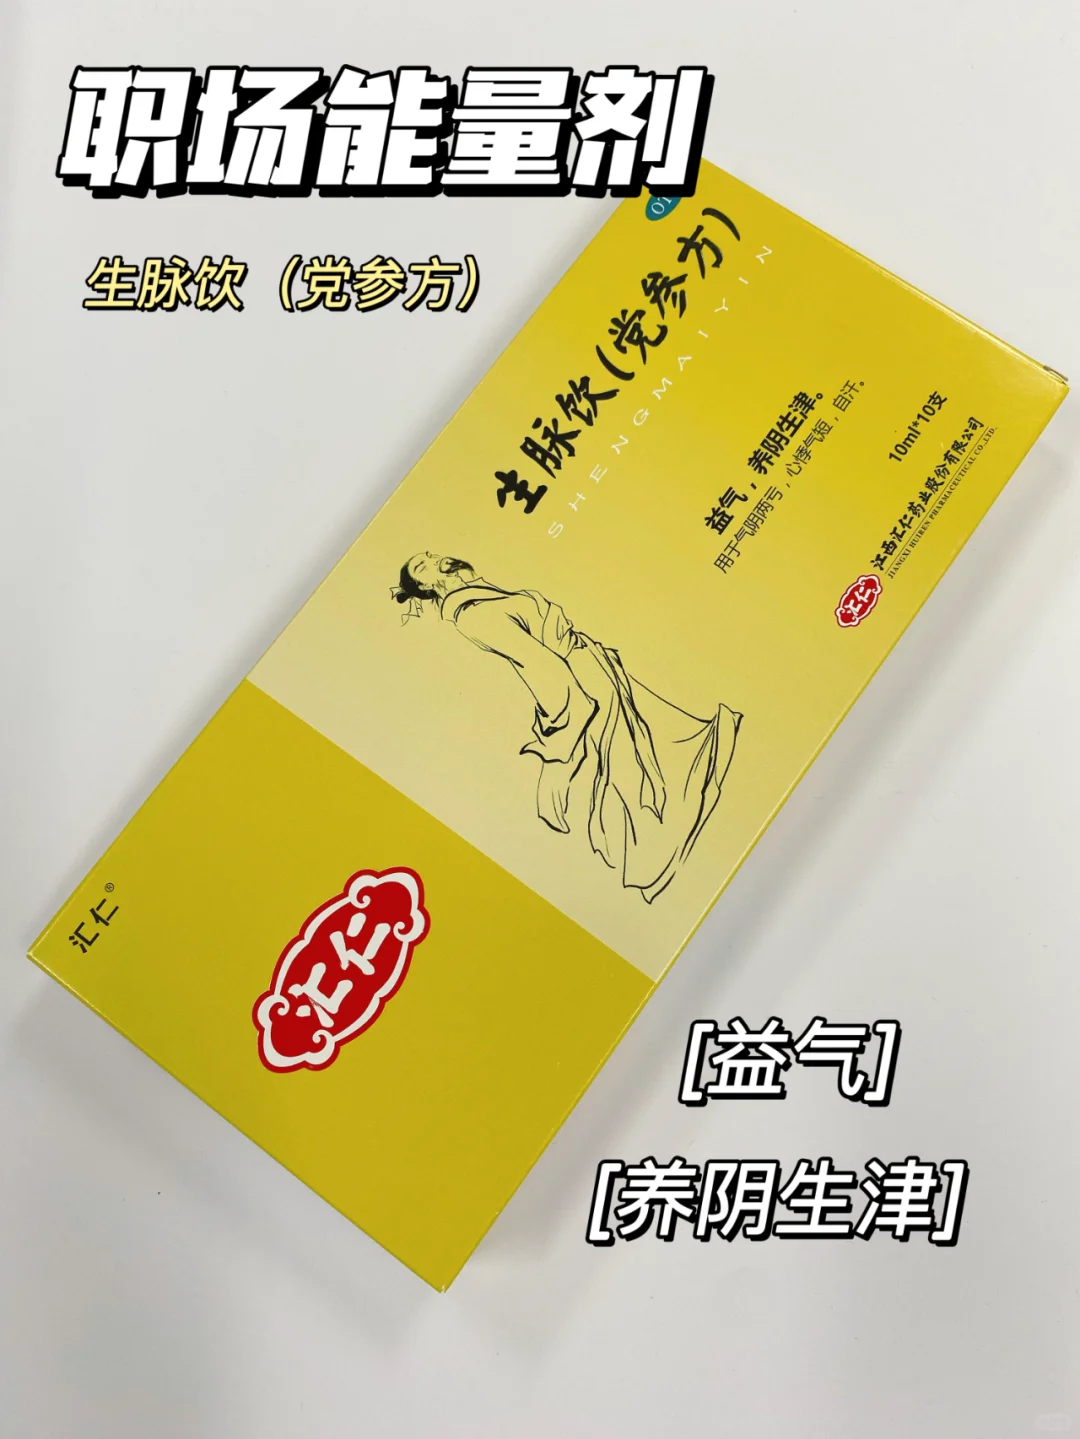 职场能量剂
生脉饮（党参方）
生脉饮(党参方)
SHENGMAIYIN
益气，养阴生津。
用于气阴两亏，心悸气短，自汗。
10ml*10支
汇仁
江西汇仁药业股份有限公司
JIANGXI HUIREN PHARMACEUTICAL CO.,LTD.
汇仁®
汇仁
[益气]
[养阴生津]